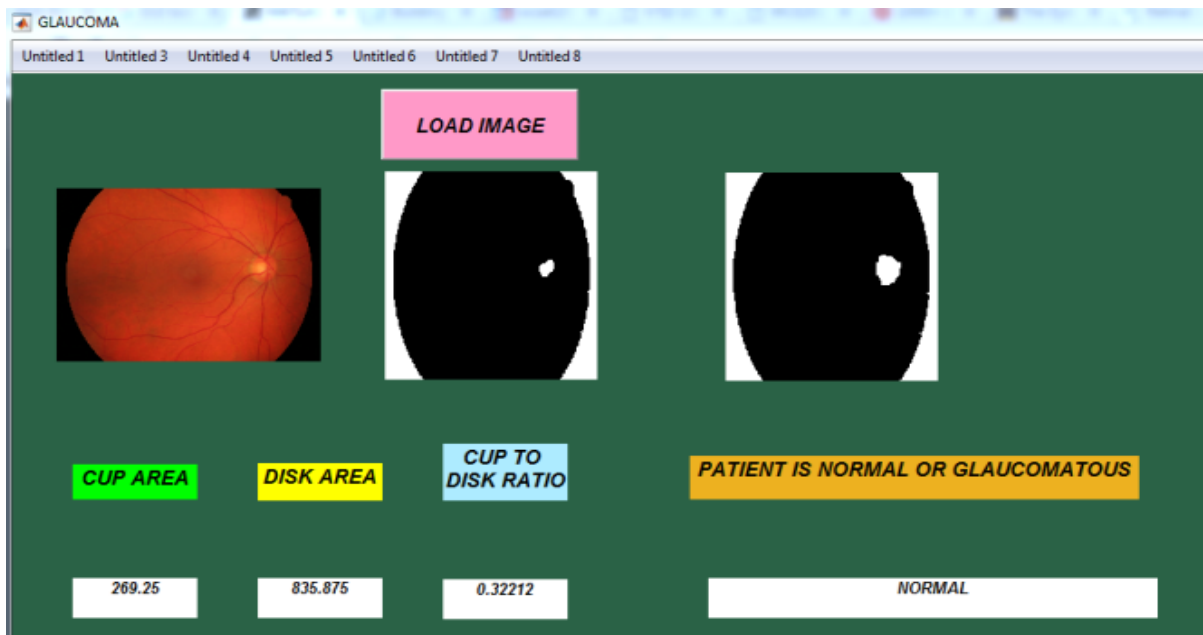 GLAUCOMA
Untitled 1 Untitled 3 Untitled 4 Untitled 5 Untitled 6 Untitled 7 Untitled 8
LOAD IMAGE
CUP AREA
DISK AREA
CUP TO
DISK RATIO
PATIENT IS NORMAL OR GLAUCOMATOUS
269.25
835.875
0.32212
NORMAL